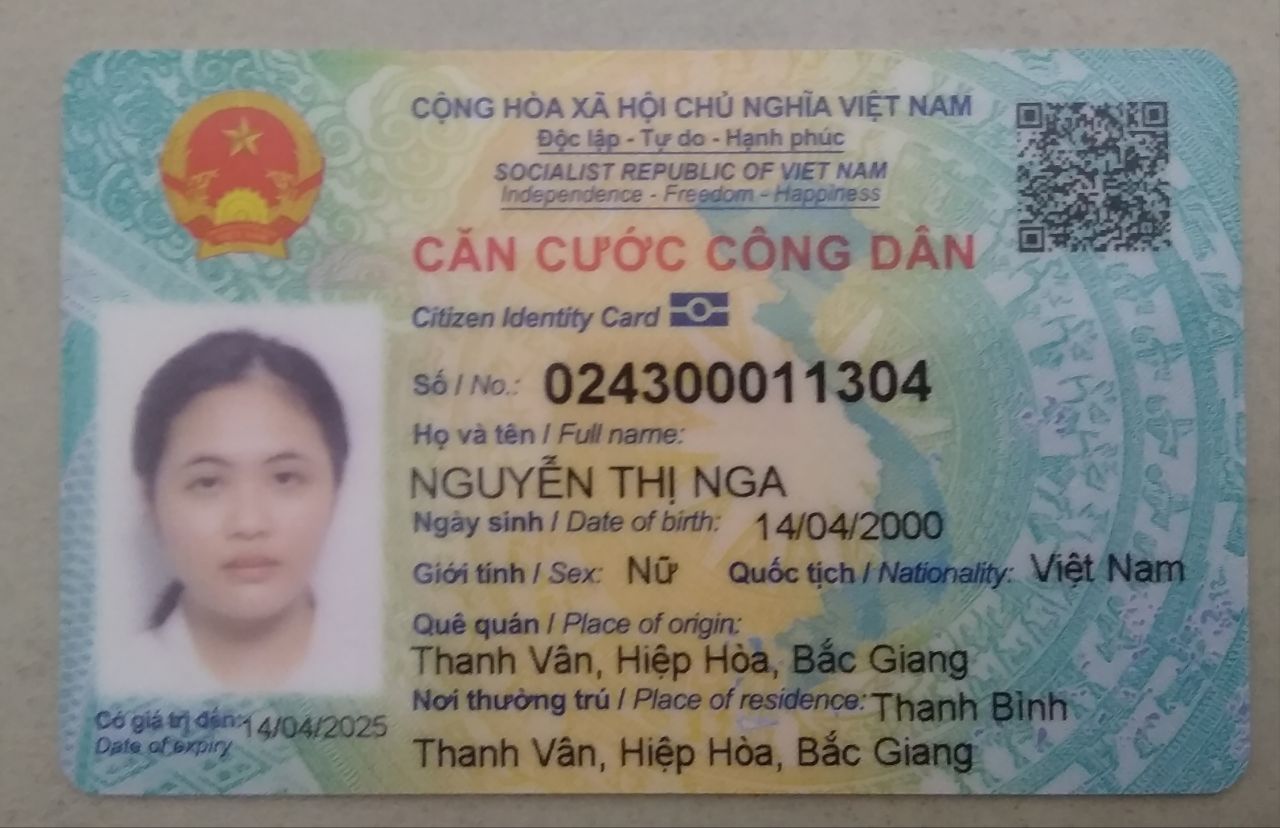 CỘNG HÒA XÃ HỘI CHỦ NGHĨA VIỆT NAM
Độc lập - Tự do - Hạnh phúc
SOCIALIST REPUBLIC OF VIET NAM
Independence - Freedom - Happiness
CĂN CƯỚC CÔNG DÂN
Citizen Identity Card
Số / No.: 024300011304
Họ và tên / Full name:
NGUYỄN THỊ NGA
Ngày sinh / Date of birth: 14/04/2000
Giới tính / Sex: Nữ Quốc tịch / Nationality: Việt Nam
Quê quán / Place of origin:
Thanh Vân, Hiệp Hòa, Bắc Giang
Nơi thường trú / Place of residence: Thanh Bình
Thanh Vân, Hiệp Hòa, Bắc Giang
Có giá trị đến: 14/04/2025
Date of expiry